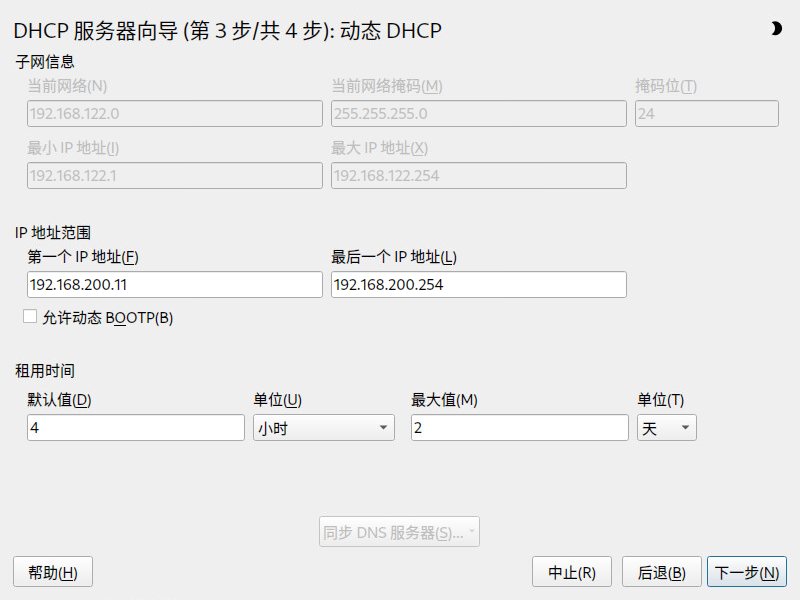 DHCP 服务器向导 (第 3 步/共 4 步): 动态 DHCP
子网信息
当前网络(N) 当前网络掩码(M) 掩码位(T)
192.168.122.0 255.255.255.0 24
最小 IP 地址(I) 最大 IP 地址(X)
192.168.122.1 192.168.122.254
IP 地址范围
第一个 IP 地址(F) 最后一个 IP 地址(L)
192.168.200.11 192.168.200.254
允许动态 BOOTP(B)
租用时间
默认值(D) 单位(U) 最大值(M) 单位(T)
4 小时 2 天
同步 DNS 服务器(S)...
帮助(H) 中止(R) 后退(B) 下一步(N)